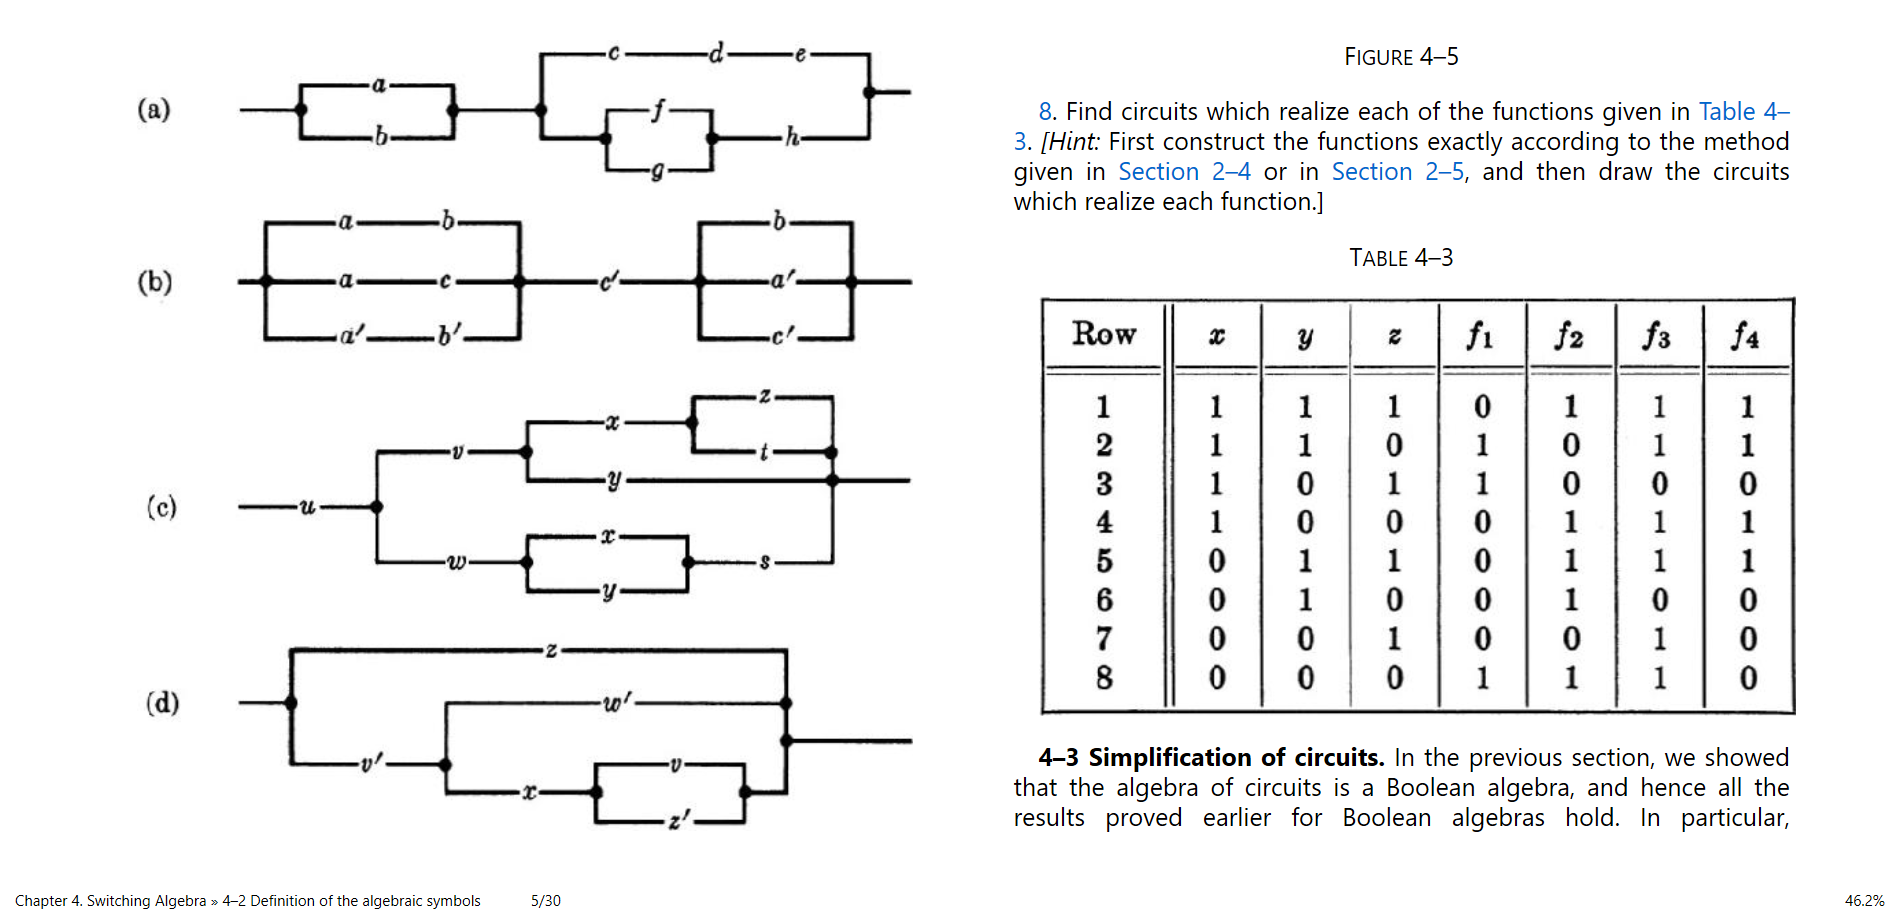 (a)
a
b
c d e
f
g
h
(b)
a b
a c
a' b'
c'
b
a'
c'
(c)
u
v
w
x
y
z
t
x
y
s
(d)
z
w'
v'
x
v
z'
FIGURE 4–5
8. Find circuits which realize each of the functions given in Table 4–
3. [Hint: First construct the functions exactly according to the method
given in Section 2–4 or in Section 2–5, and then draw the circuits
which realize each function.]
TABLE 4–3
Row x y z f1 f2 f3 f4
1 1 1 1 0 1 1 1
2 1 1 0 1 0 1 1
3 1 0 1 1 0 0 0
4 1 0 0 0 1 1 1
5 0 1 1 0 1 1 1
6 0 1 0 0 1 0 0
7 0 0 1 0 0 1 0
8 0 0 0 1 1 1 0
4–3 Simplification of circuits. In the previous section, we showed
that the algebra of circuits is a Boolean algebra, and hence all the
results proved earlier for Boolean algebras hold. In particular,
Chapter 4. Switching Algebra » 4–2 Definition of the algebraic symbols 5/30
46.2%